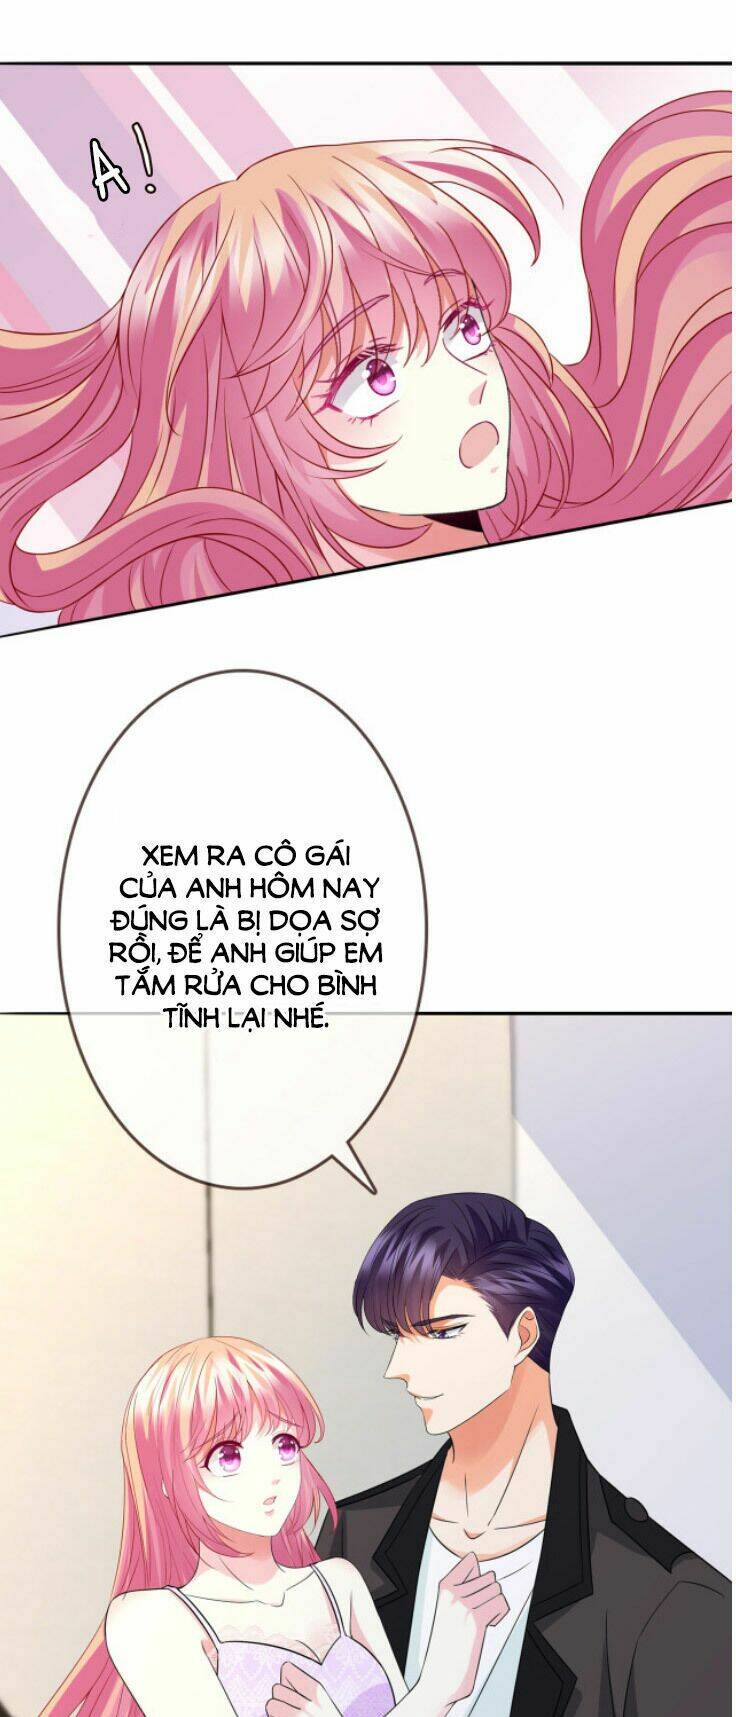 A!
XEM RA CÔ GÁI
CỦA ANH HÔM NAY
ĐÚNG LÀ BỊ DỌA SỢ
RỒI, ĐỂ ANH GIÚP EM
TẮM RỬA CHO BÌNH
TĨNH LẠI NHÉ.